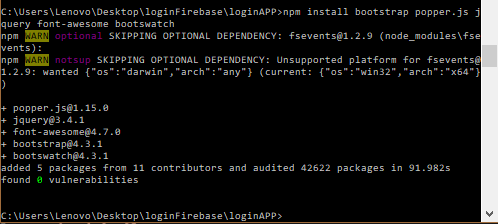 C:\Users\Lenovo\Desktop\loginFirebase\loginAPP>npm install bootstrap popper.js j
query font-awesome bootswatch
npm WARN optional SKIPPING OPTIONAL DEPENDENCY: fsevents@1.2.9 (node_modules\fse
vents):
npm WARN notsup SKIPPING OPTIONAL DEPENDENCY: Unsupported platform for fsevents@
1.2.9: wanted {"os":"darwin","arch":"any"} (current: {"os":"win32","arch":"x64"}
)
+ popper.js@1.15.0
+ jquery@3.4.1
+ font-awesome@4.7.0
+ bootstrap@4.3.1
+ bootswatch@4.3.1
added 5 packages from 11 contributors and audited 42622 packages in 91.982s
found 0 vulnerabilities
C:\Users\Lenovo\Desktop\loginFirebase\loginAPP>